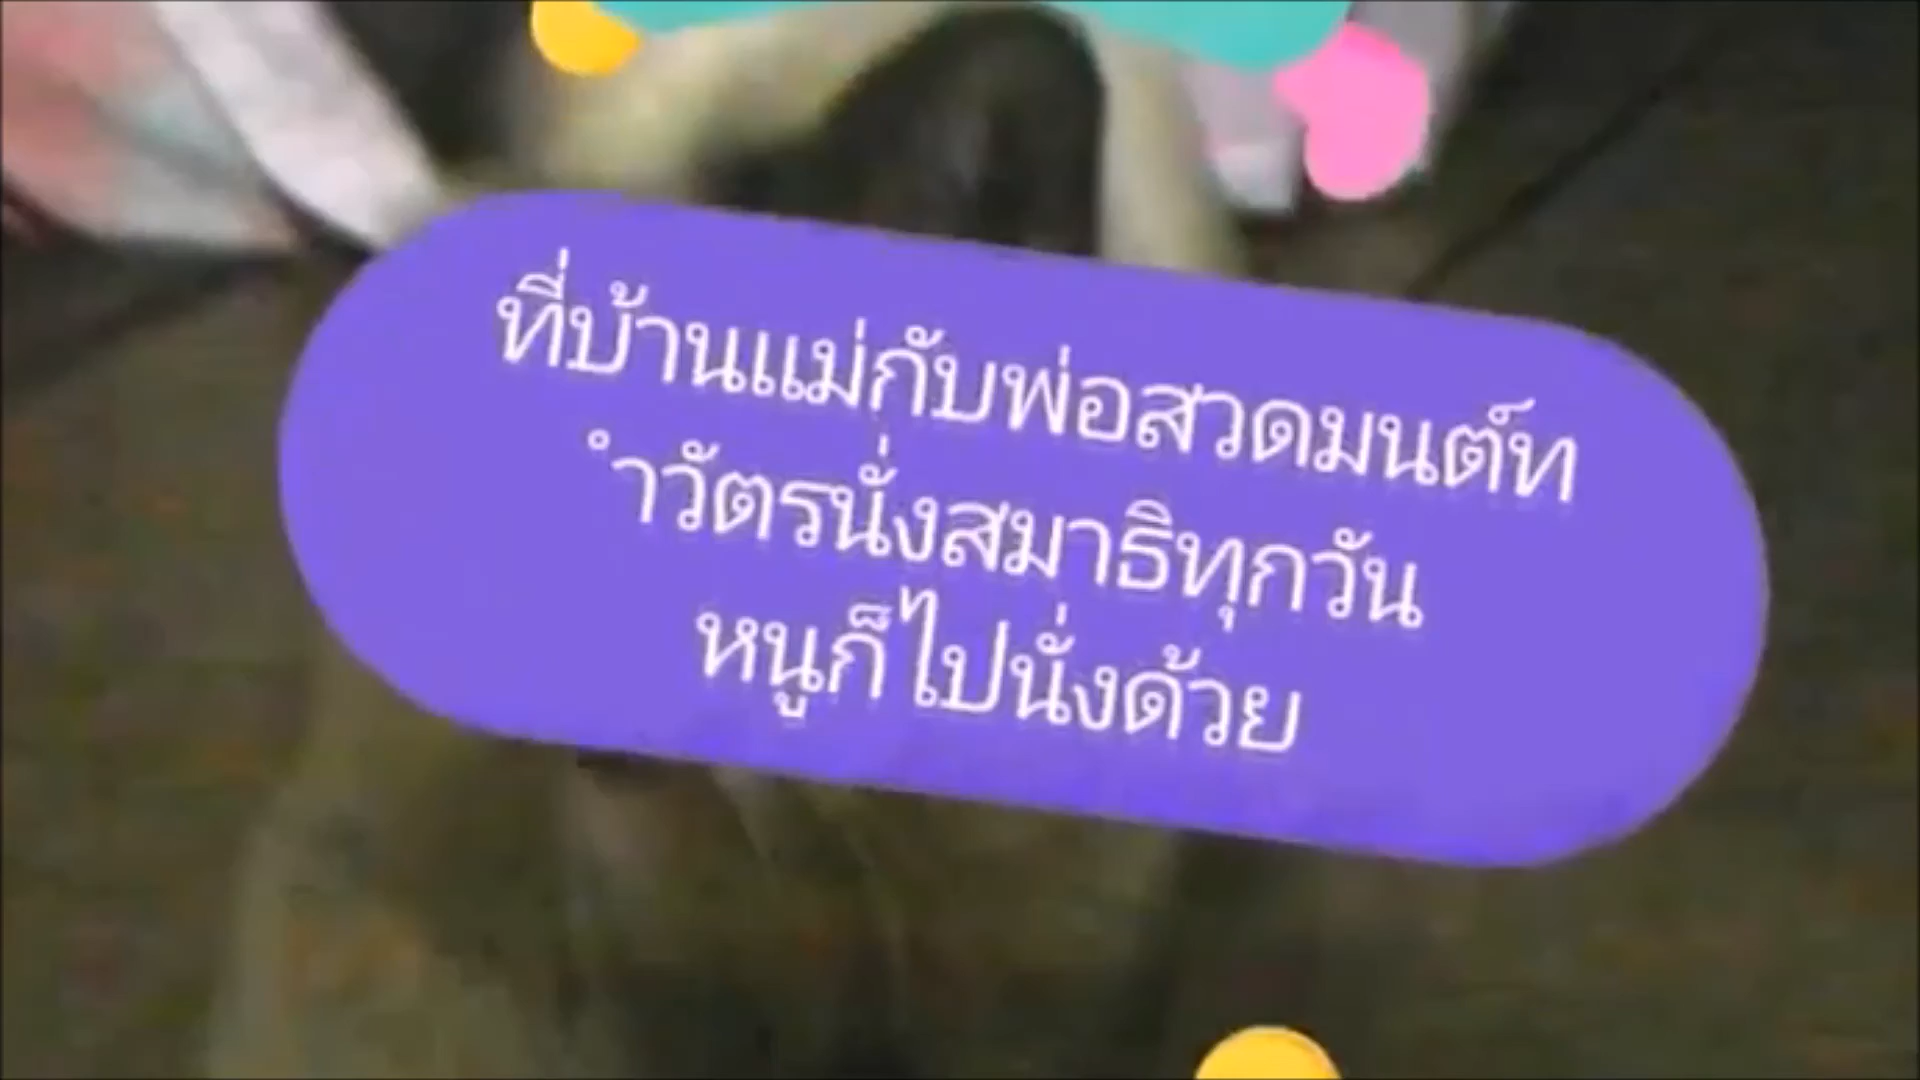 ที่บ้านแม่กับพ่อสวดมนต์ท
ำวัตรนั่งสมาธิทุกวัน
หนูก็ไปนั่งด้วย